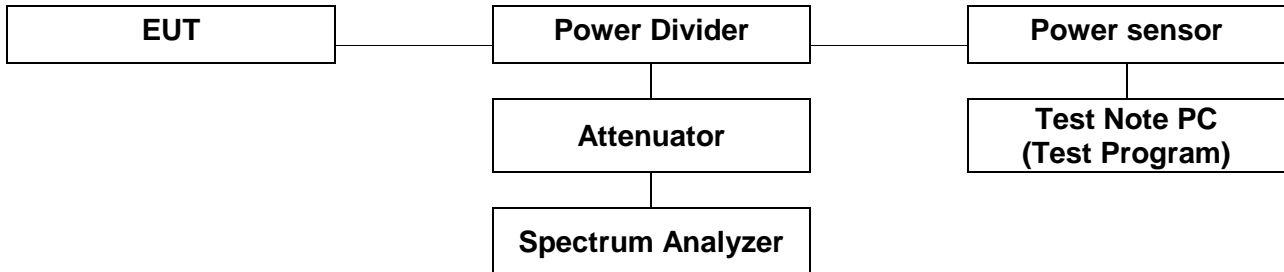 EUT
Power Divider
Power sensor
Attenuator
Test Note PC
(Test Program)
Spectrum Analyzer